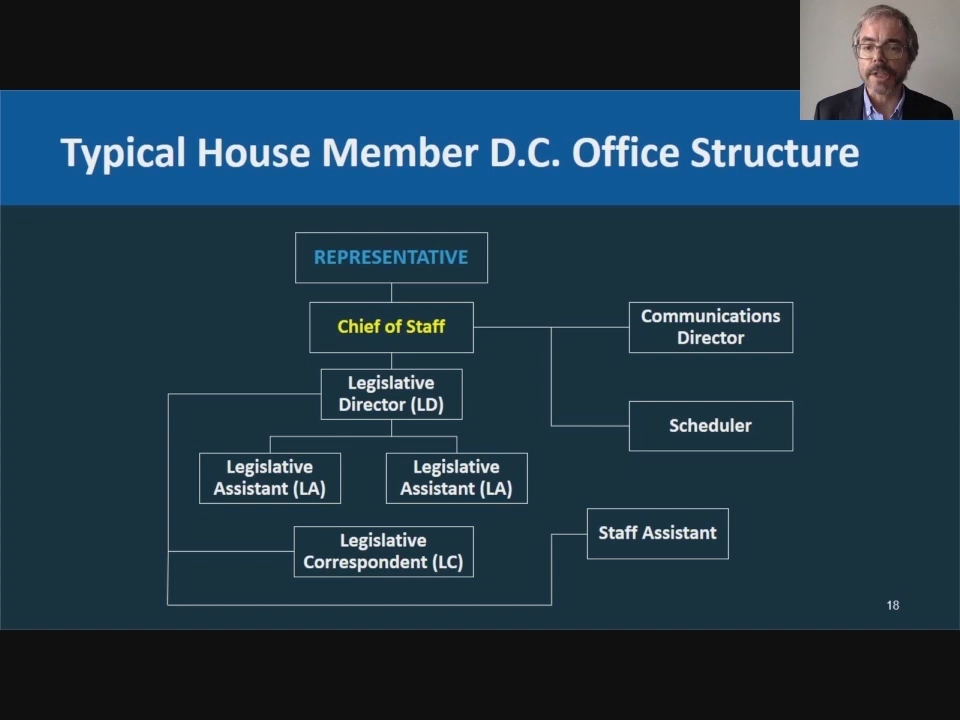 Typical House Member D.C. Office Structure
REPRESENTATIVE
Chief of Staff
Communications
Director
Legislative
Director (LD)
Scheduler
Legislative
Assistant (LA)
Legislative
Assistant (LA)
Staff Assistant
Legislative
Correspondent (LC)
18